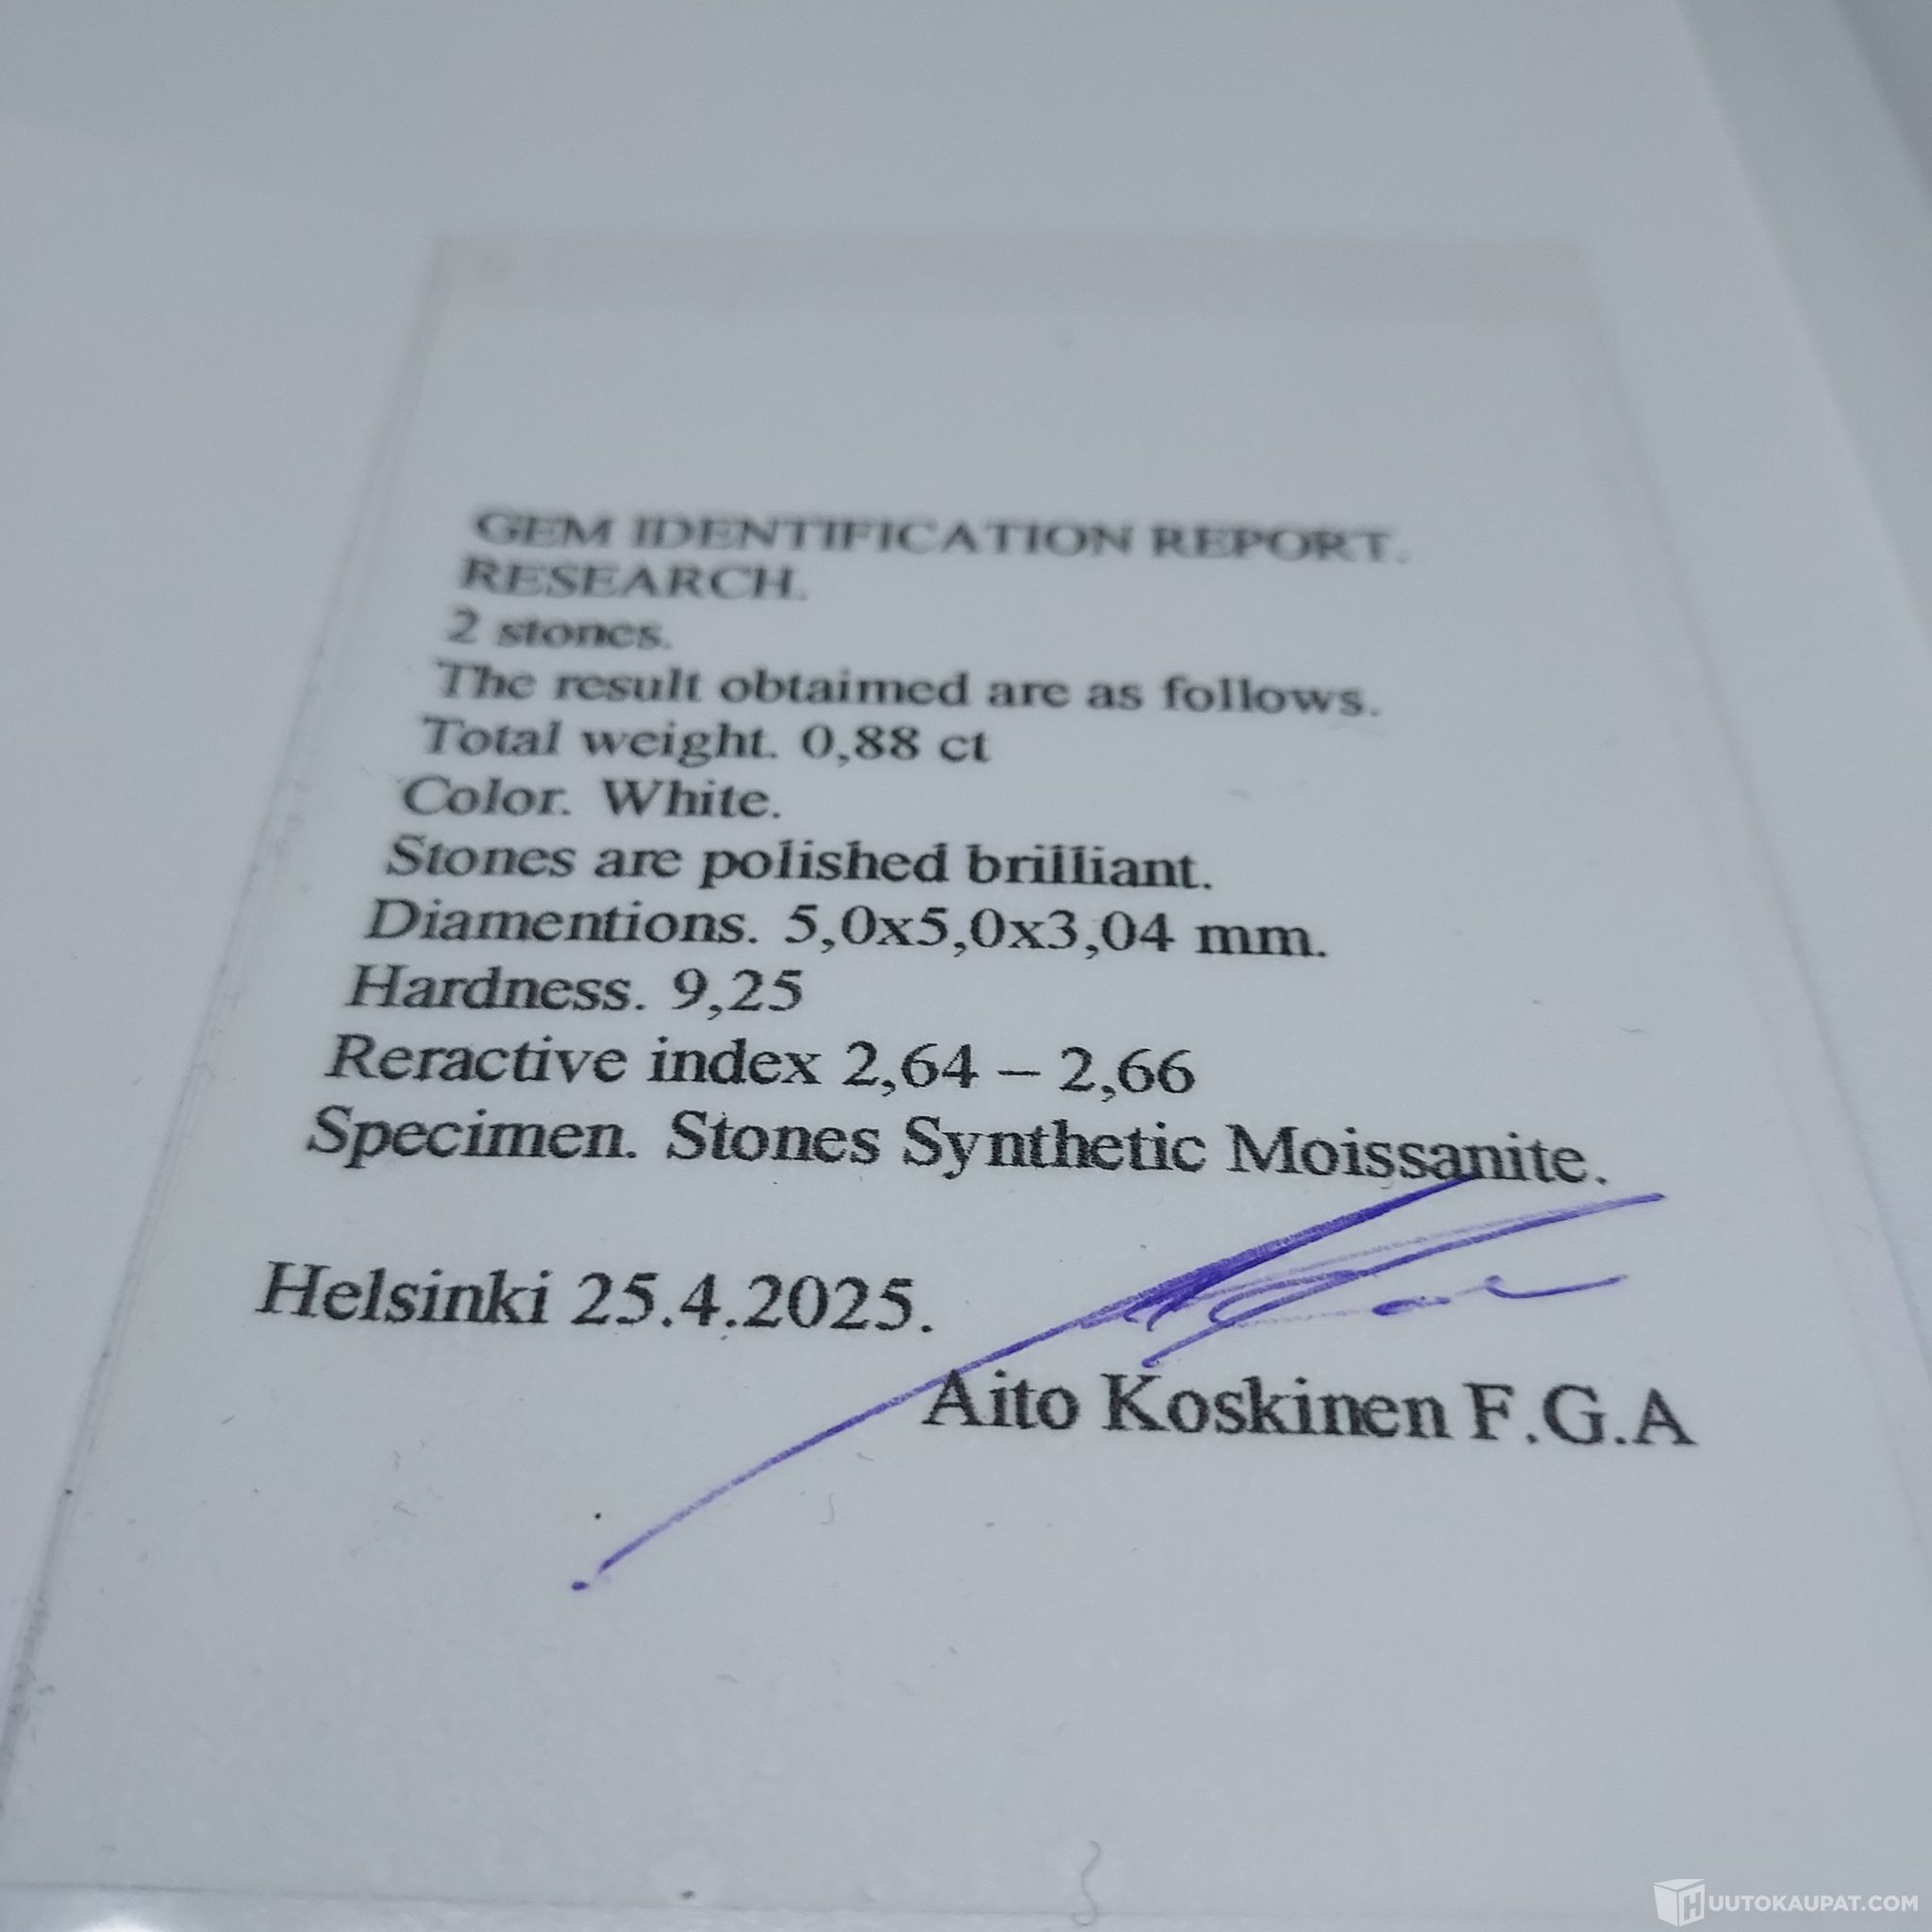 GEM IDENTIFICATION REPORT.
RESEARCH.
2 stones.
The result obtaimed are as follows.
Total weight. 0,88 ct
Color. White.
Stones are polished brilliant.
Diamentions. 5,0x5,0x3,04 mm.
Hardness. 9,25
Reractive index 2,64 – 2,66
Specimen. Stones Synthetic Moissanite.
Helsinki 25.4.2025.
Aito Koskinen F.G.A
HUUTOKAUPAT.COM